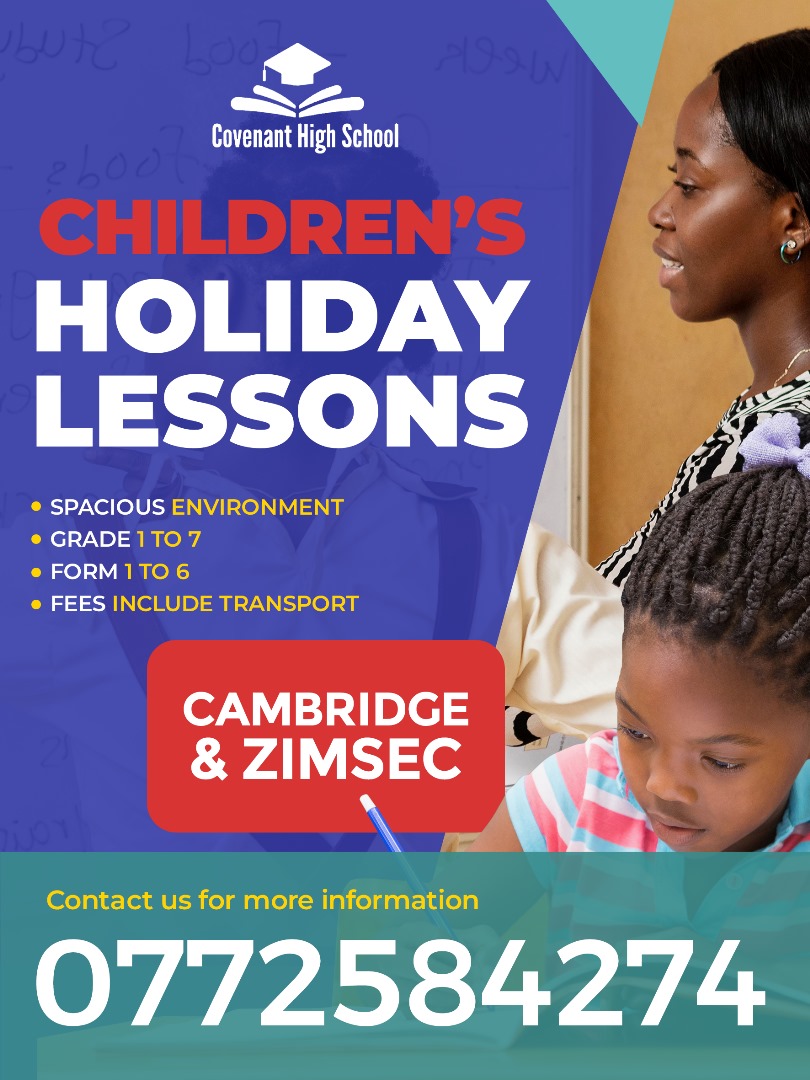 Covenant High School
CHILDREN'S
HOLIDAY
LESSONS
• SPACIOUS ENVIRONMENT
• GRADE 1 TO 7
• FORM 1 TO 6
• FEES INCLUDE TRANSPORT
CAMBRIDGE
& ZIMSEC
Contact us for more information
0772584274